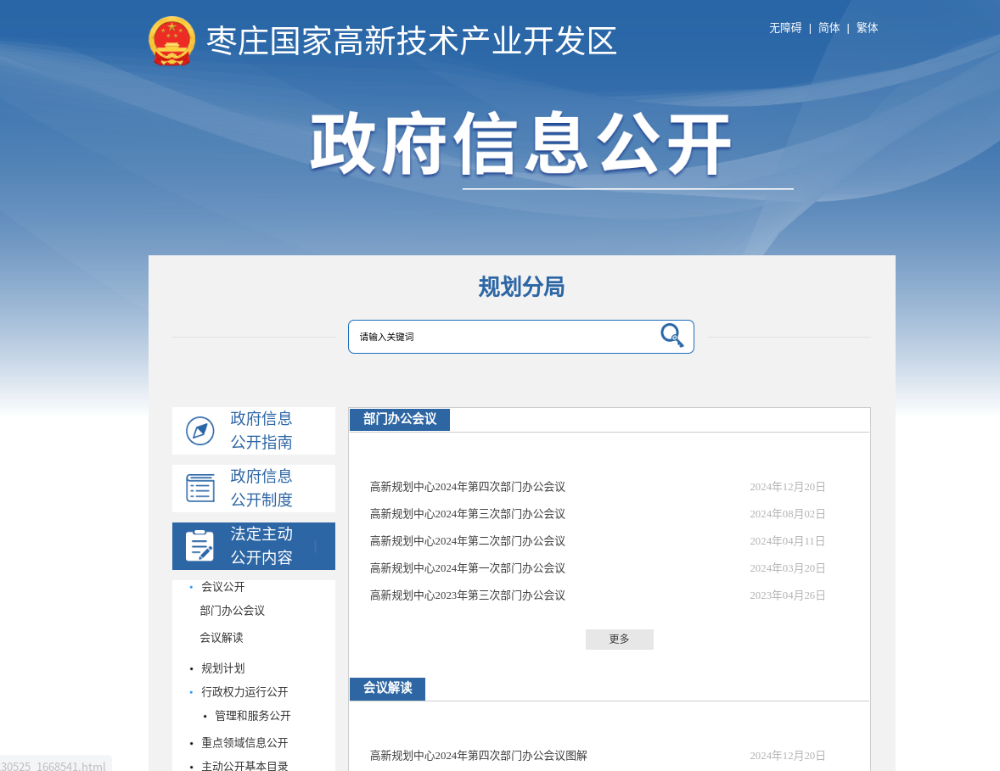 枣庄国家高新技术产业开发区
无障碍 | 简体 | 繁体
政府信息公开
规划分局
请输入关键词
政府信息
公开指南
政府信息
公开制度
法定主动
公开内容
• 会议公开
部门办公会议
会议解读
• 规划计划
• 行政权力运行公开
• 管理和服务公开
• 重点领域信息公开
• 主动公开基本目录
部门办公会议
高新规划中心2024年第四次部门办公会议 2024年12月20日
高新规划中心2024年第三次部门办公会议 2024年08月02日
高新规划中心2024年第二次部门办公会议 2024年04月11日
高新规划中心2024年第一次部门办公会议 2024年03月20日
高新规划中心2023年第三次部门办公会议 2023年04月26日
更多
会议解读
高新规划中心2024年第四次部门办公会议图解 2024年12月20日
30525_1668541.html